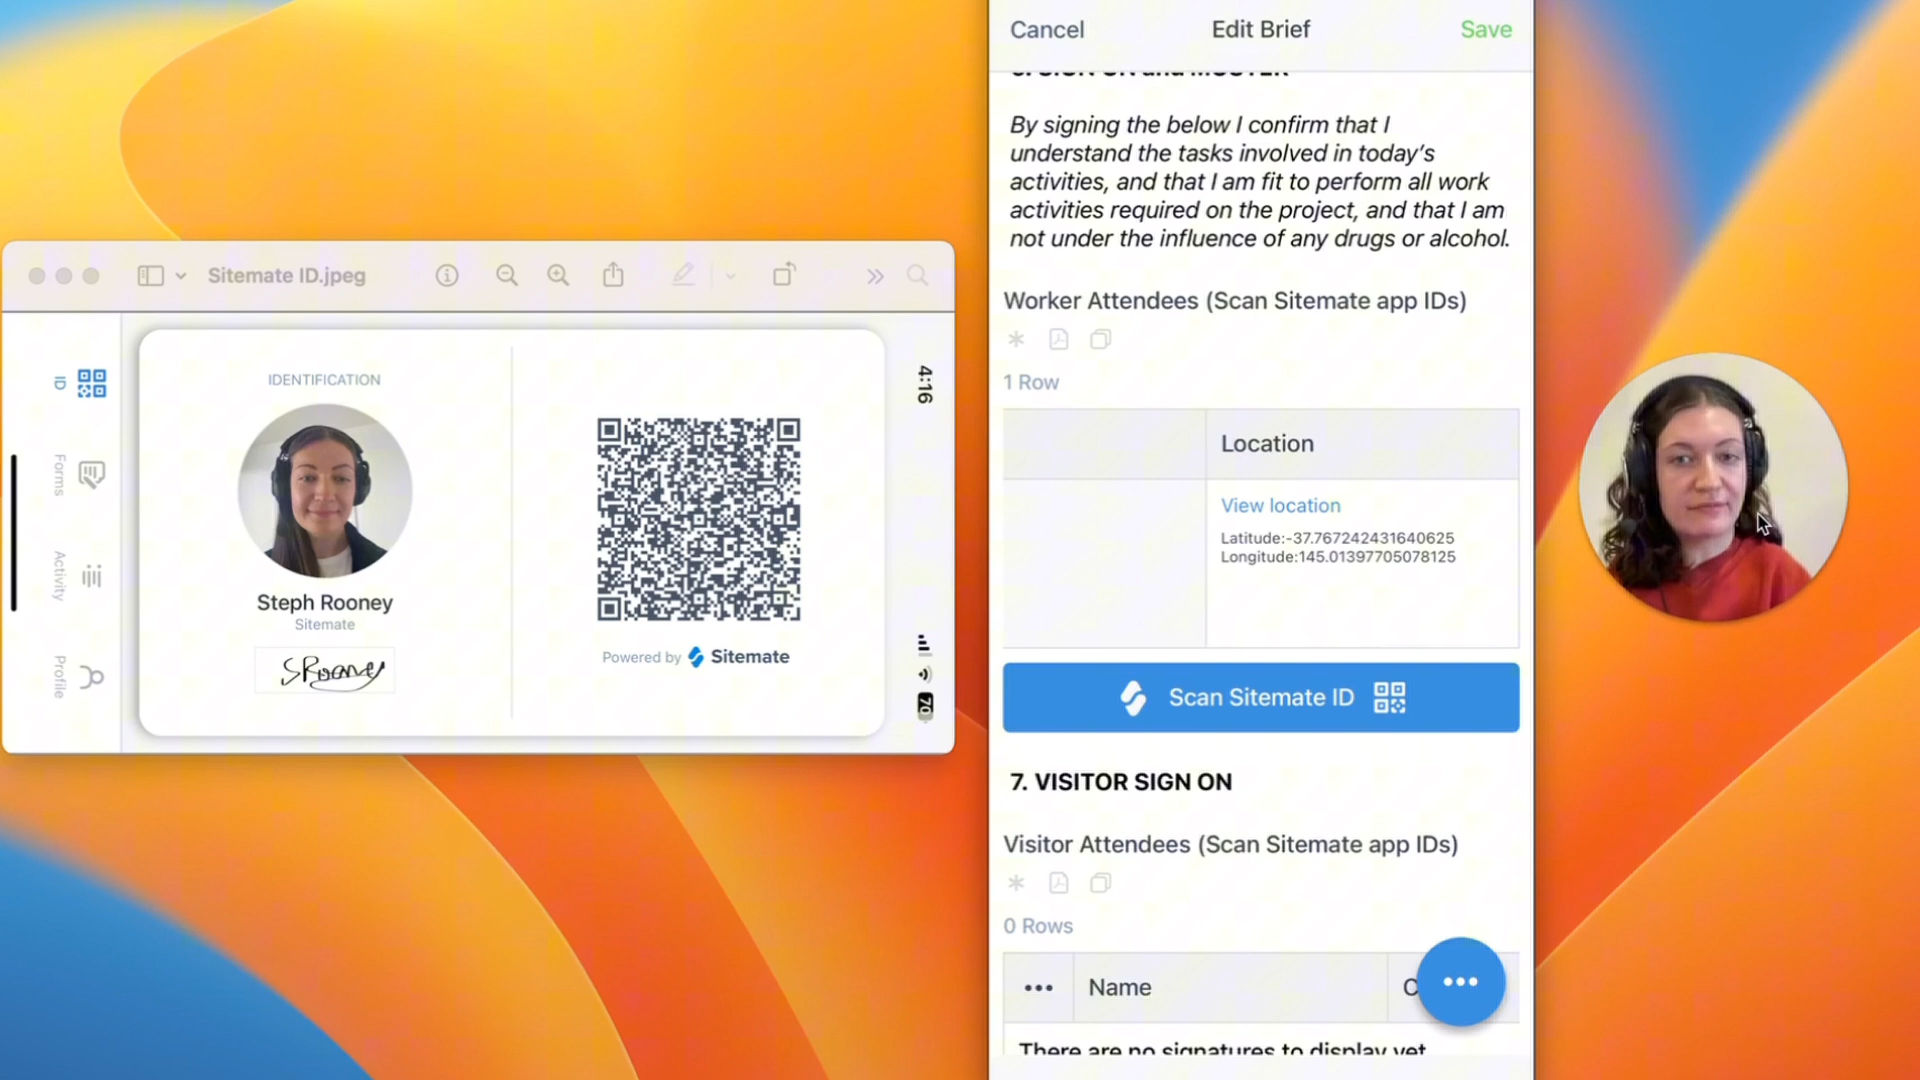 Sitemate ID.jpeg
ID
Forms
Activity
Profile
IDENTIFICATION
Steph Rooney
Sitemate
SRooney
Powered by Sitemate
4:16
70
Cancel
Edit Brief
Save
By signing the below I confirm that I
understand the tasks involved in today's
activities, and that I am fit to perform all work
activities required on the project, and that I am
not under the influence of any drugs or alcohol.
Worker Attendees (Scan Sitemate app IDs)
1 Row
Location
View location
Latitude:-37.767242431640625
Longitude:145.01397705078125
Scan Sitemate ID
7. VISITOR SIGN ON
Visitor Attendees (Scan Sitemate app IDs)
0 Rows
Name
C
There are no signatures to display yet